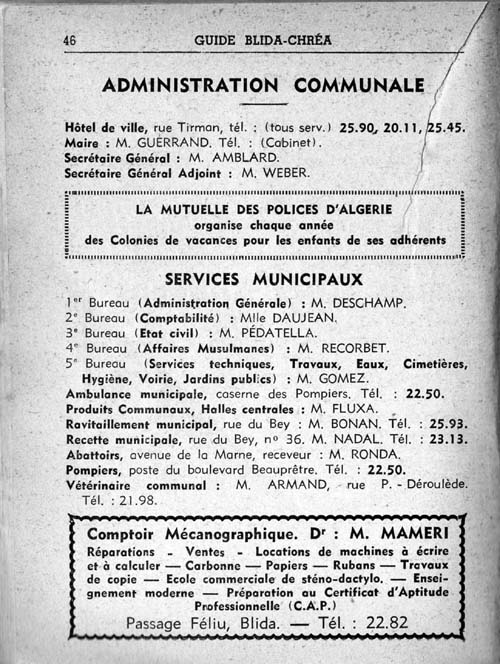 46 GUIDE BLIDA-CHRÉA
ADMINISTRATION COMMUNALE
Hôtel de ville, rue Tirman, tél. : (tous serv.) 25.90, 20.11, 25.45.
Maire : M. GUERRAND. Tél. : (Cabinet).
Secrétaire Général : M. AMBLARD.
Secrétaire Général Adjoint : M. WEBER.
LA MUTUELLE DES POLICES D'ALGERIE
organise chaque année
des Colonies de vacances pour les enfants de ses adhérents
SERVICES MUNICIPAUX
1er Bureau (Administration Générale) : M. DESCHAMP.
2e Bureau (Comptabilité) : Mlle DAUJEAN.
3e Bureau (Etat civil) : M. PÉDATELLA.
4e Bureau (Affaires Musulmanes) : M. RECORBET.
5e Bureau (Services techniques, Travaux, Eaux, Cimetières,
Hygiène, Voirie, Jardins publics) : M. GOMEZ.
Ambulance municipale, caserne des Pompiers. Tél. : 22.50.
Produits Communaux, Halles centrales : M. FLUXA.
Ravitaillement municipal, rue du Bey : M. BONAN. Tél. : 25.93.
Recette municipale, rue du Bey, no 36. M. NADAL. Tél. : 23.13.
Abattoirs, avenue de la Marne, receveur : M. RONDA.
Pompiers, poste du boulevard Beauprêtre. Tél. : 22.50.
Vétérinaire communal : M. ARMAND, rue P. - Déroulède.
Tél. : 21.98.
Comptoir Mécanographique. Dr : M. MAMERI
Réparations - Ventes - Locations de machines à écrire
et à calculer — Carbonne — Papiers — Rubans — Travaux
de copie — Ecole commerciale de sténo-dactylo. — Ensei-
gnement moderne — Préparation au Certificat d'Aptitude
Professionnelle (C.A.P.)
Passage Féliu, Blida. — Tél. : 22.82